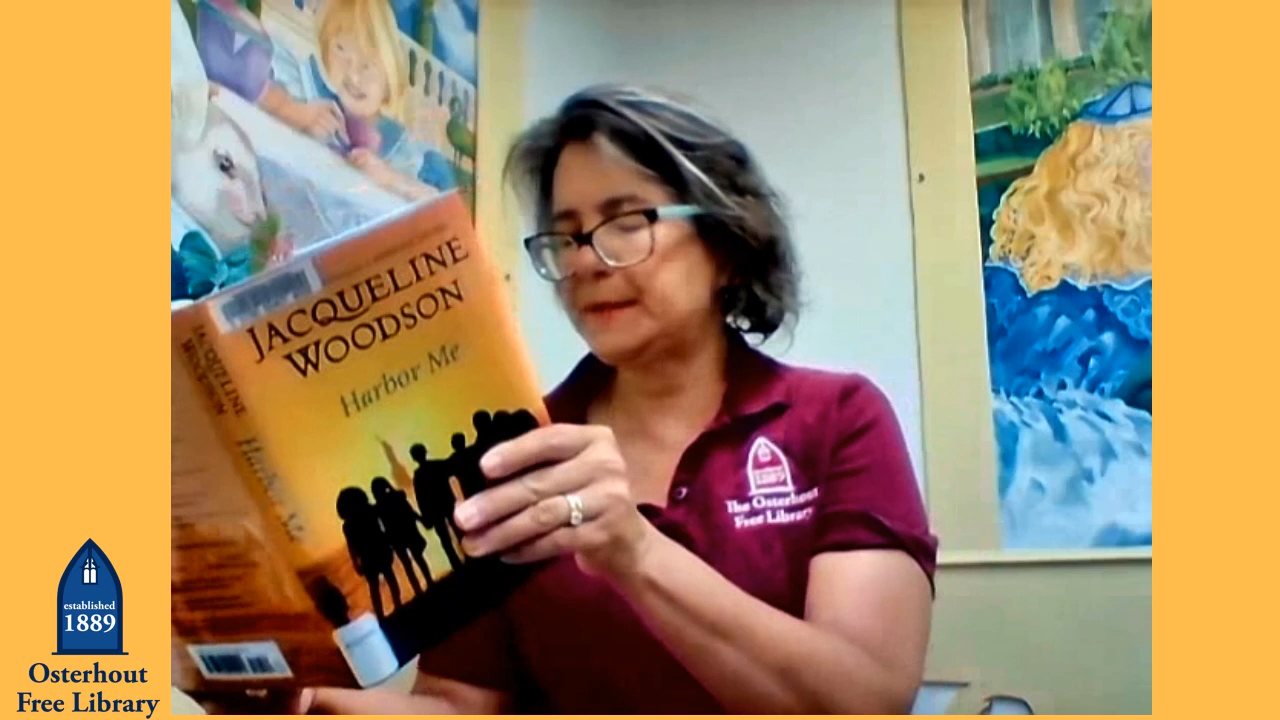 JACQUELINE
WOODSON
Harbor Me
JACQUELINE
WOODSON
Harbor Me
1889
The Osterhout
Free Library
established
1889
Osterhout
Free Library